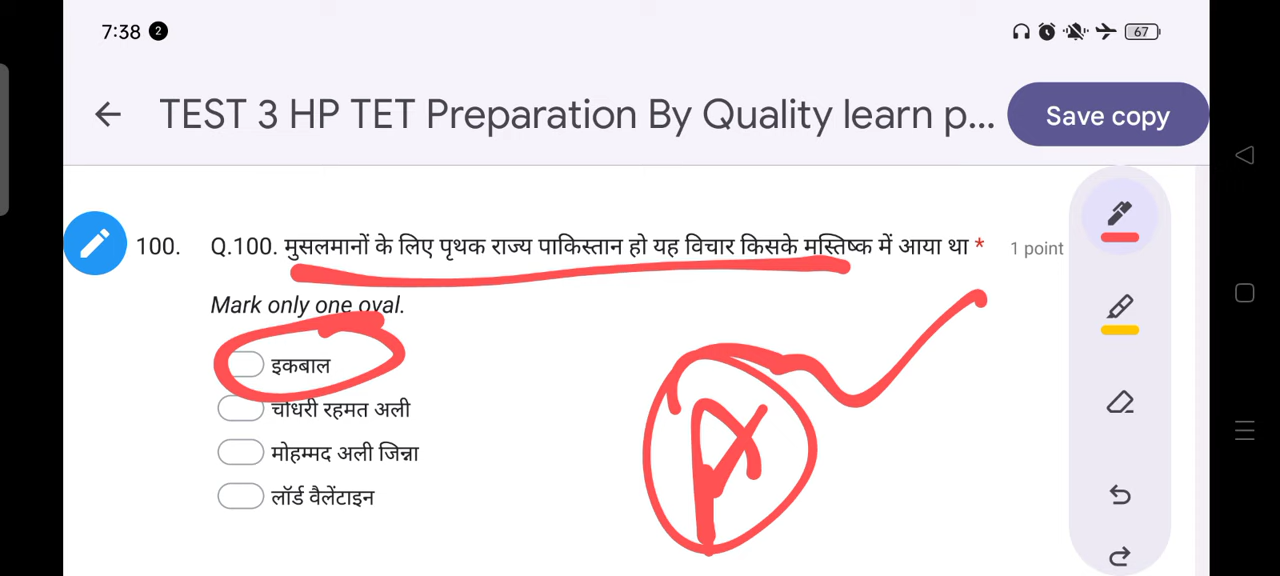 7:38 2 67
TEST 3 HP TET Preparation By Quality learn p... Save copy
100. Q.100. मुसलमानों के लिए पृथक राज्य पाकिस्तान हो यह विचार किसके मस्तिष्क में आया था * 1 point
Mark only one oval.
इकबाल
चौधरी रहमत अली
मोहम्मद अली जिन्ना
लॉर्ड वैलेंटाइन